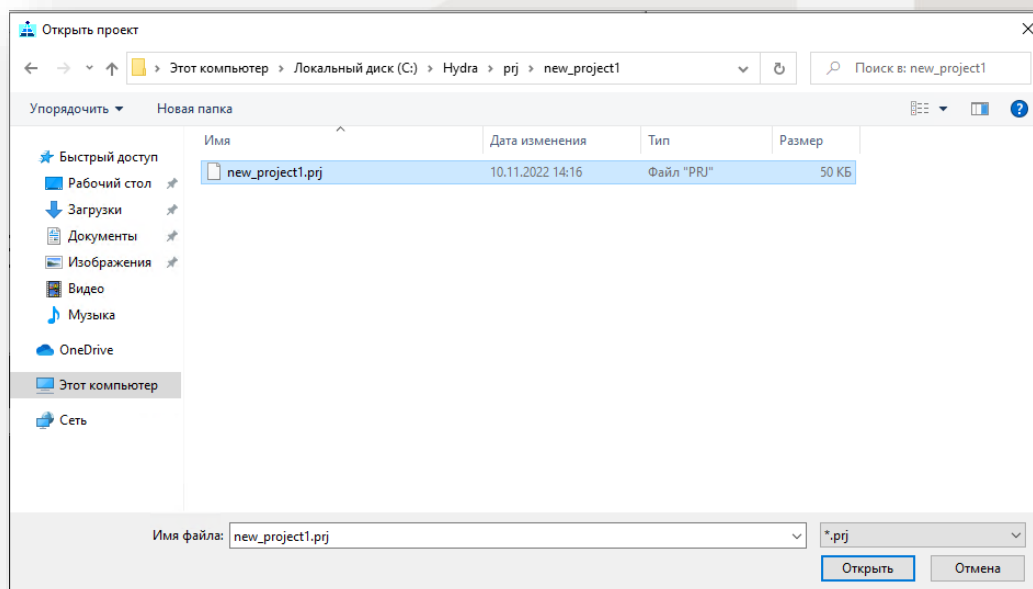 Открыть проект
Этот компьютер > Локальный диск (C:) > Hydra > prj > new_project1
Поиск в: new_project1
Упорядочить Новая папка
Имя Дата изменения Тип Размер
new_project1.prj 10.11.2022 14:16 Файл "PRJ" 50 КБ
Быстрый доступ
Рабочий стол
Загрузки
Документы
Изображения
Видео
Музыка
OneDrive
Этот компьютер
Сеть
Имя файла: new_project1.prj *.prj
Открыть Отмена